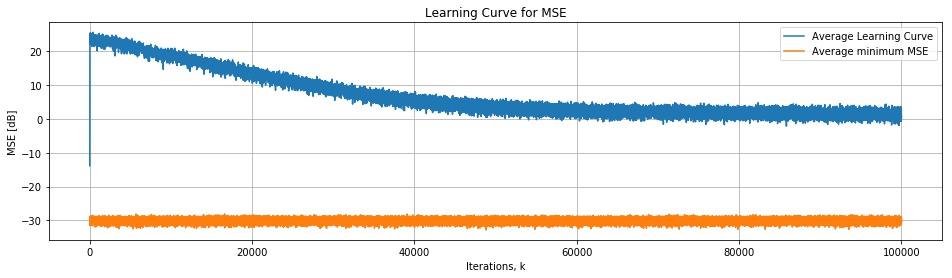 Learning Curve for MSE
Average Learning Curve
Average minimum MSE
MSE [dB]
20
10
0
−10
−20
−30
0
20000
40000
60000
80000
100000
Iterations, k